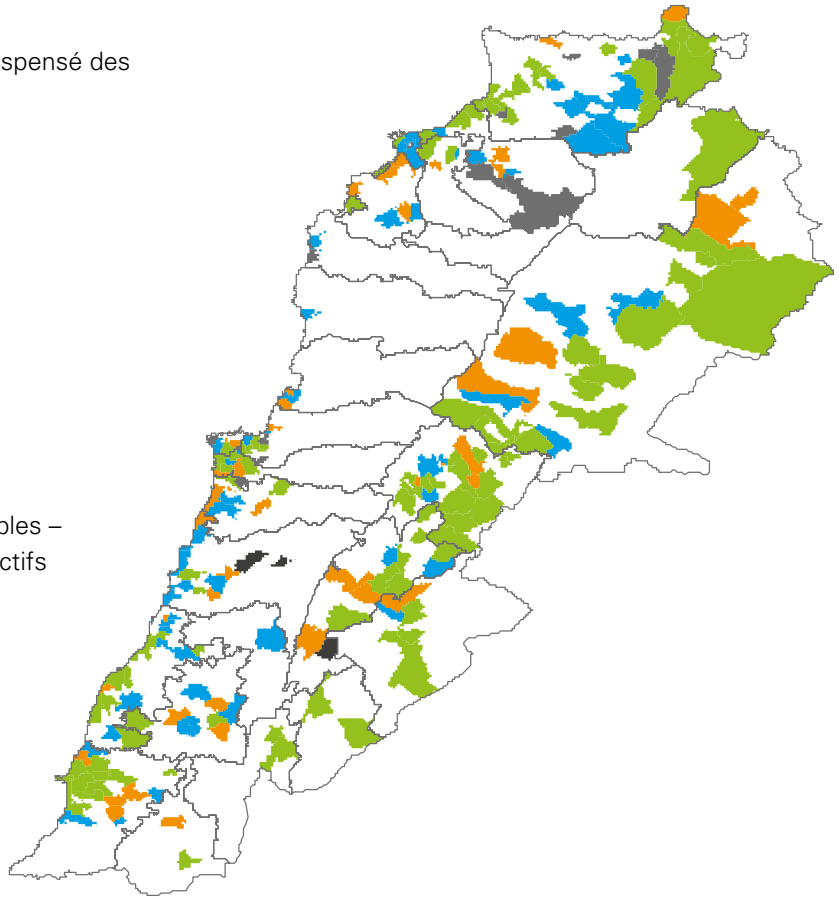 spensé des
bles –
ctifs